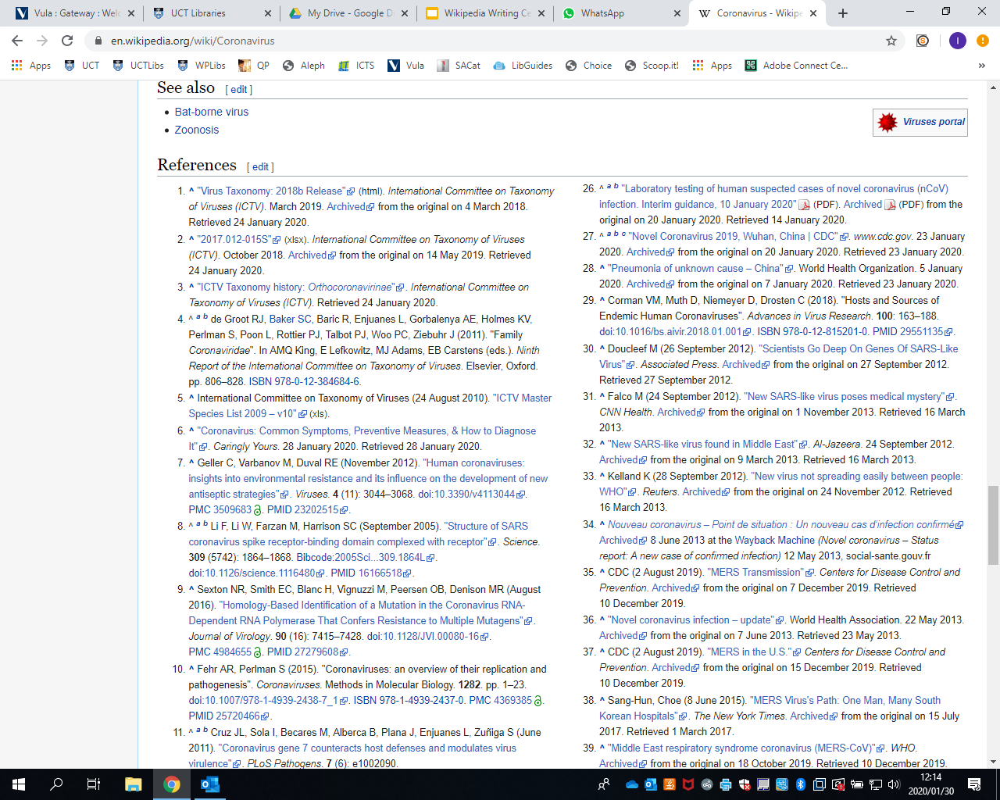 Vula : Gateway : Welc
UCT Libraries
My Drive - Google D
Wikipedia Writing Ce
WhatsApp
Coronavirus - Wikipe
en.wikipedia.org/wiki/Coronavirus
Apps UCT UCTLibs WPLibs QP Aleph ICTS Vula SACat LibGuides Choice Scoop.it! Apps Adobe Connect Ce... »
See also [ edit ]
• Bat-borne virus
• Zoonosis
Viruses portal
References [ edit ]
1. ^ "Virus Taxonomy: 2018b Release" (html). International Committee on Taxonomy
of Viruses (ICTV). March 2019. Archived from the original on 4 March 2018.
Retrieved 24 January 2020.
2. ^ "2017.012-015S" (xlsx). International Committee on Taxonomy of Viruses
(ICTV). October 2018. Archived from the original on 14 May 2019. Retrieved
24 January 2020.
3. ^ "ICTV Taxonomy history: Orthocoronavirinae". International Committee on
Taxonomy of Viruses (ICTV). Retrieved 24 January 2020.
4. ^ a b de Groot RJ, Baker SC, Baric R, Enjuanes L, Gorbalenya AE, Holmes KV,
Perlman S, Poon L, Rottier PJ, Talbot PJ, Woo PC, Ziebuhr J (2011). "Family
Coronaviridae". In AMQ King, E Lefkowitz, MJ Adams, EB Carstens (eds.). Ninth
Report of the International Committee on Taxonomy of Viruses. Elsevier, Oxford.
pp. 806–828. ISBN 978-0-12-384684-6.
5. ^ International Committee on Taxonomy of Viruses (24 August 2010). "ICTV Master
Species List 2009 – v10" (xls).
6. ^ "Coronavirus: Common Symptoms, Preventive Measures, & How to Diagnose
It". Caringly Yours. 28 January 2020. Retrieved 28 January 2020.
7. ^ Geller C, Varbanov M, Duval RE (November 2012). "Human coronaviruses:
insights into environmental resistance and its influence on the development of new
antiseptic strategies". Viruses. 4 (11): 3044–3068. doi:10.3390/v4113044.
PMC 3509683. PMID 23202515.
8. ^ a b Li F, Li W, Farzan M, Harrison SC (September 2005). "Structure of SARS
coronavirus spike receptor-binding domain complexed with receptor". Science.
309 (5742): 1864–1868. Bibcode:2005Sci...309.1864L.
doi:10.1126/science.1116480. PMID 16166518.
9. ^ Sexton NR, Smith EC, Blanc H, Vignuzzi M, Peersen OB, Denison MR (August
2016). "Homology-Based Identification of a Mutation in the Coronavirus RNA-
Dependent RNA Polymerase That Confers Resistance to Multiple Mutagens".
Journal of Virology. 90 (16): 7415–7428. doi:10.1128/JVI.00080-16.
PMC 4984655. PMID 27279608.
10. ^ Fehr AR, Perlman S (2015). "Coronaviruses: an overview of their replication and
pathogenesis". Coronaviruses. Methods in Molecular Biology. 1282. pp. 1–23.
doi:10.1007/978-1-4939-2438-7_1. ISBN 978-1-4939-2437-0. PMC 4369385.
PMID 25720466.
11. ^ a b Cruz JL, Sola I, Becares M, Alberca B, Plana J, Enjuanes L, Zuñiga S (June
2011). "Coronavirus gene 7 counteracts host defenses and modulates virus
virulence". PLoS Pathogens. 7 (6): e1002090.
26. ^ a b "Laboratory testing of human suspected cases of novel coronavirus (nCoV)
infection. Interim guidance, 10 January 2020" (PDF). Archived (PDF) from the
original on 20 January 2020. Retrieved 14 January 2020.
27. ^ a b c "Novel Coronavirus 2019, Wuhan, China | CDC". www.cdc.gov. 23 January
2020. Archived from the original on 20 January 2020. Retrieved 23 January 2020.
28. ^ "Pneumonia of unknown cause – China". World Health Organization. 5 January
2020. Archived from the original on 7 January 2020. Retrieved 23 January 2020.
29. ^ Corman VM, Muth D, Niemeyer D, Drosten C (2018). "Hosts and Sources of
Endemic Human Coronaviruses". Advances in Virus Research. 100: 163–188.
doi:10.1016/bs.aivir.2018.01.001. ISBN 978-0-12-815201-0. PMID 29551135.
30. ^ Doucleef M (26 September 2012). "Scientists Go Deep On Genes Of SARS-Like
Virus". Associated Press. Archived from the original on 27 September 2012.
Retrieved 27 September 2012.
31. ^ Falco M (24 September 2012). "New SARS-like virus poses medical mystery".
CNN Health. Archived from the original on 1 November 2013. Retrieved 16 March
2013.
32. ^ "New SARS-like virus found in Middle East". Al-Jazeera. 24 September 2012.
Archived from the original on 9 March 2013. Retrieved 16 March 2013.
33. ^ Kelland K (28 September 2012). "New virus not spreading easily between people:
WHO". Reuters. Archived from the original on 24 November 2012. Retrieved
16 March 2013.
34. ^ Nouveau coronavirus – Point de situation : Un nouveau cas d'infection confirmé
Archived 8 June 2013 at the Wayback Machine (Novel coronavirus – Status
report: A new case of confirmed infection) 12 May 2013, social-sante.gouv.fr
35. ^ CDC (2 August 2019). "MERS Transmission". Centers for Disease Control and
Prevention. Archived from the original on 7 December 2019. Retrieved
10 December 2019.
36. ^ "Novel coronavirus infection – update". World Health Association. 22 May 2013.
Archived from the original on 7 June 2013. Retrieved 23 May 2013.
37. ^ CDC (2 August 2019). "MERS in the U.S." Centers for Disease Control and
Prevention. Archived from the original on 15 December 2019. Retrieved
10 December 2019.
38. ^ Sang-Hun, Choe (8 June 2015). "MERS Virus's Path: One Man, Many South
Korean Hospitals". The New York Times. Archived from the original on 15 July
2017. Retrieved 1 March 2017.
39. ^ "Middle East respiratory syndrome coronavirus (MERS-CoV)". WHO.
Archived from the original on 18 October 2019. Retrieved 10 December 2019.
12:14
2020/01/30